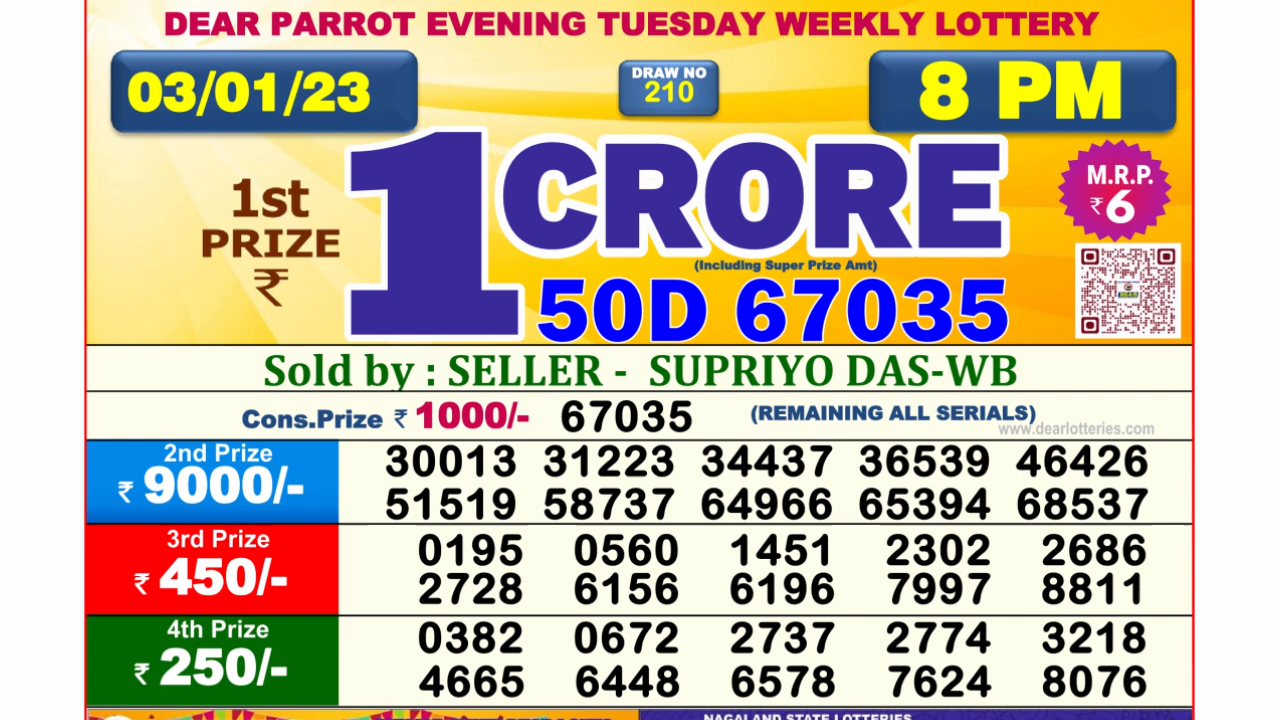 DEAR PARROT EVENING TUESDAY WEEKLY LOTTERY
03/01/23 DRAW NO 210 8 PM
1st PRIZE ₹ 1 CRORE
M.R.P. ₹ 6
(Including Super Prize Amt)
50D 67035
Sold by : SELLER - SUPRIYO DAS-WB
Cons.Prize ₹ 1000/- 67035 (REMAINING ALL SERIALS)
www.dearlotteries.com
2nd Prize
₹ 9000/-
30013 31223 34437 36539 46426
51519 58737 64966 65394 68537
3rd Prize
₹ 450/-
0195 0560 1451 2302 2686
2728 6156 6196 7997 8811
4th Prize
₹ 250/-
0382 0672 2737 2774 3218
4665 6448 6578 7624 8076
NAGALAND STATE LOTTERIES